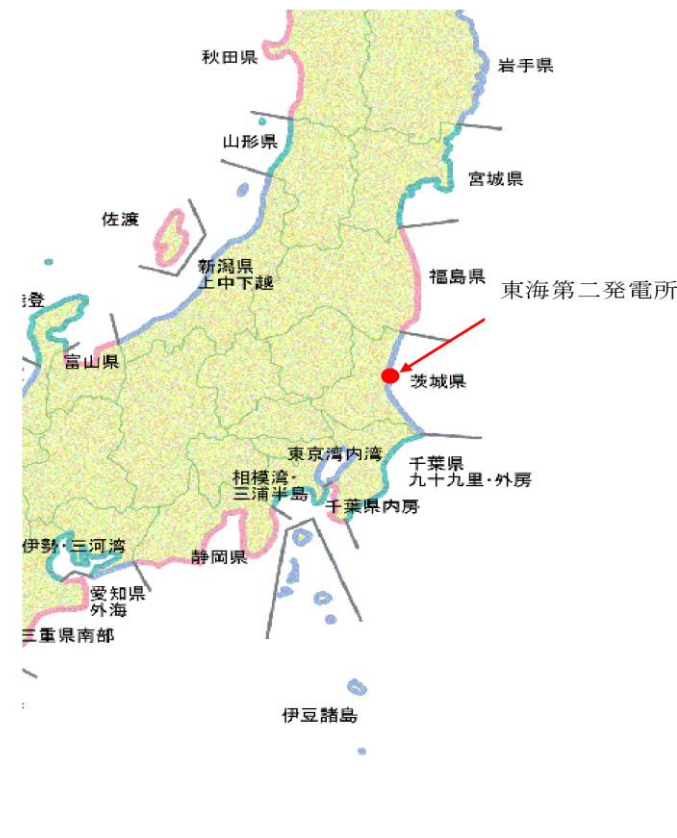 秋田県
岩手県
山形県
宮城県
佐渡
新潟県
上中下越
福島県
東海第二発電所
登
富山県
茨城県
東京湾内湾
千葉県
九十九里・外房
相模湾・
三浦半島
千葉県内房
伊勢・三河湾
静岡県
愛知県
外海
三重県南部
伊豆諸島